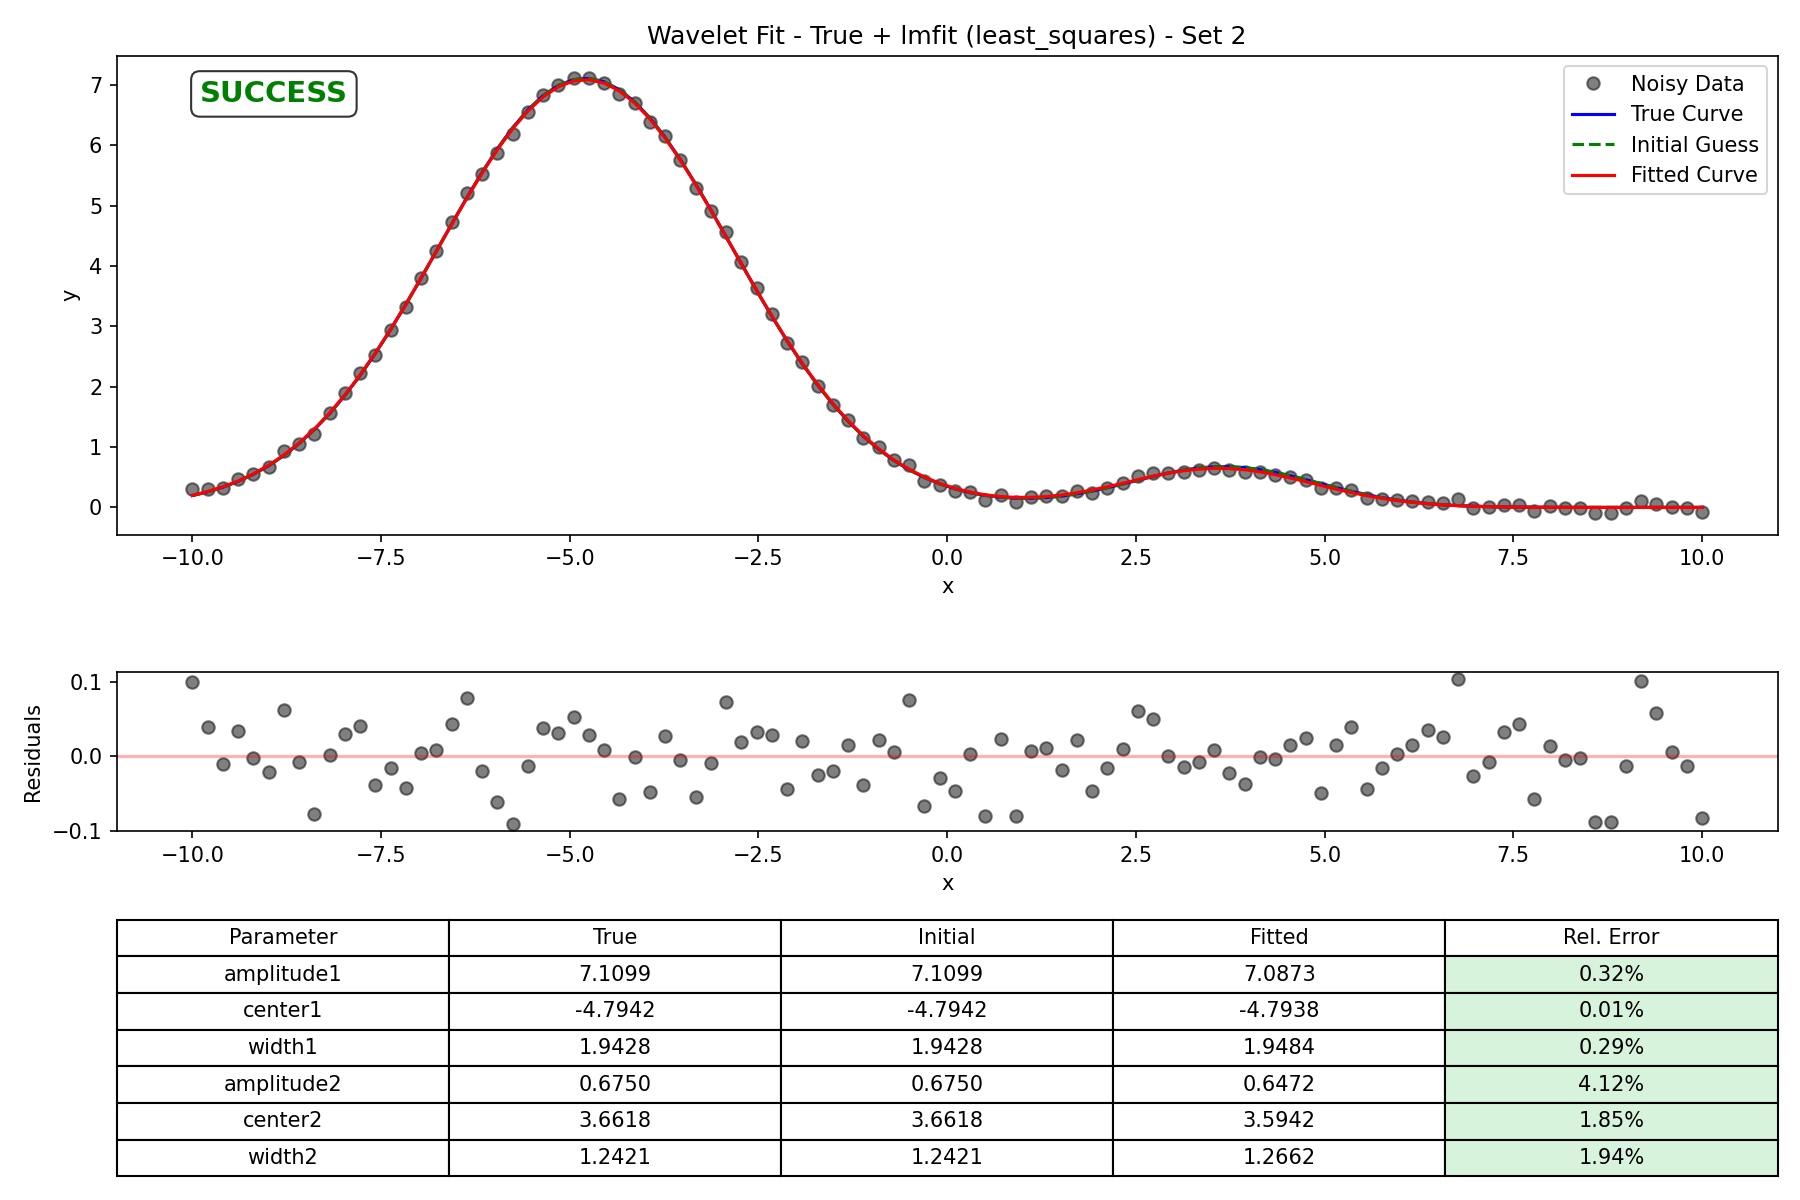 Wavelet Fit - True + lmfit (least_squares) - Set 2
SUCCESS
Noisy Data
True Curve
Initial Guess
Fitted Curve
7
6
5
4
3
2
1
0
y
−10.0 −7.5 −5.0 −2.5 0.0 2.5 5.0 7.5 10.0
x
0.1
0.0
−0.1
Residuals
−10.0 −7.5 −5.0 −2.5 0.0 2.5 5.0 7.5 10.0
x
Parameter True Initial Fitted Rel. Error
amplitude1 7.1099 7.1099 7.0873 0.32%
center1 -4.7942 -4.7942 -4.7938 0.01%
width1 1.9428 1.9428 1.9484 0.29%
amplitude2 0.6750 0.6750 0.6472 4.12%
center2 3.6618 3.6618 3.5942 1.85%
width2 1.2421 1.2421 1.2662 1.94%